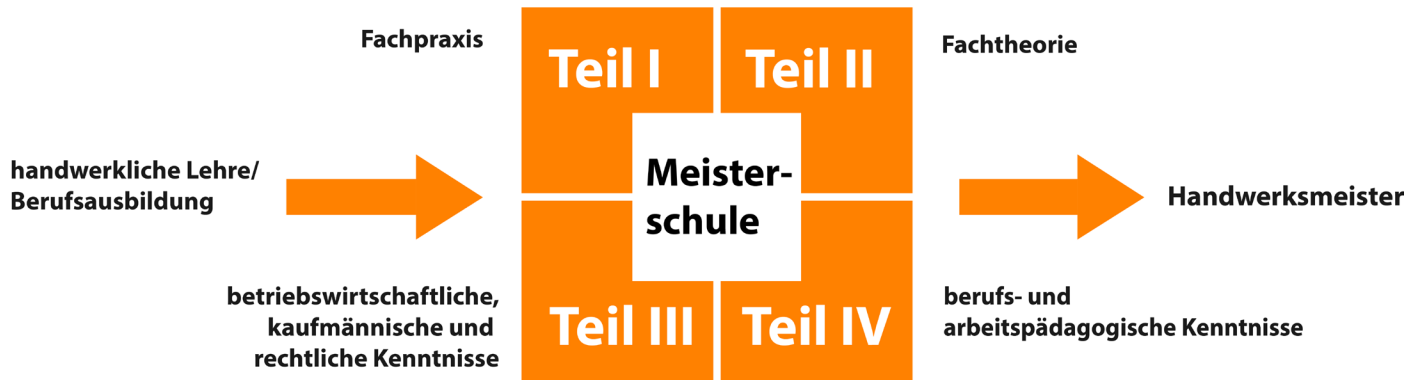 Fachpraxis
Teil I
Teil II
Fachtheorie
handwerkliche Lehre/
Berufsausbildung
Meister-
schule
Handwerksmeister
betriebswirtschaftliche,
kaufmännische und
rechtliche Kenntnisse
Teil III
Teil IV
berufs- und
arbeitspädagogische Kenntnisse